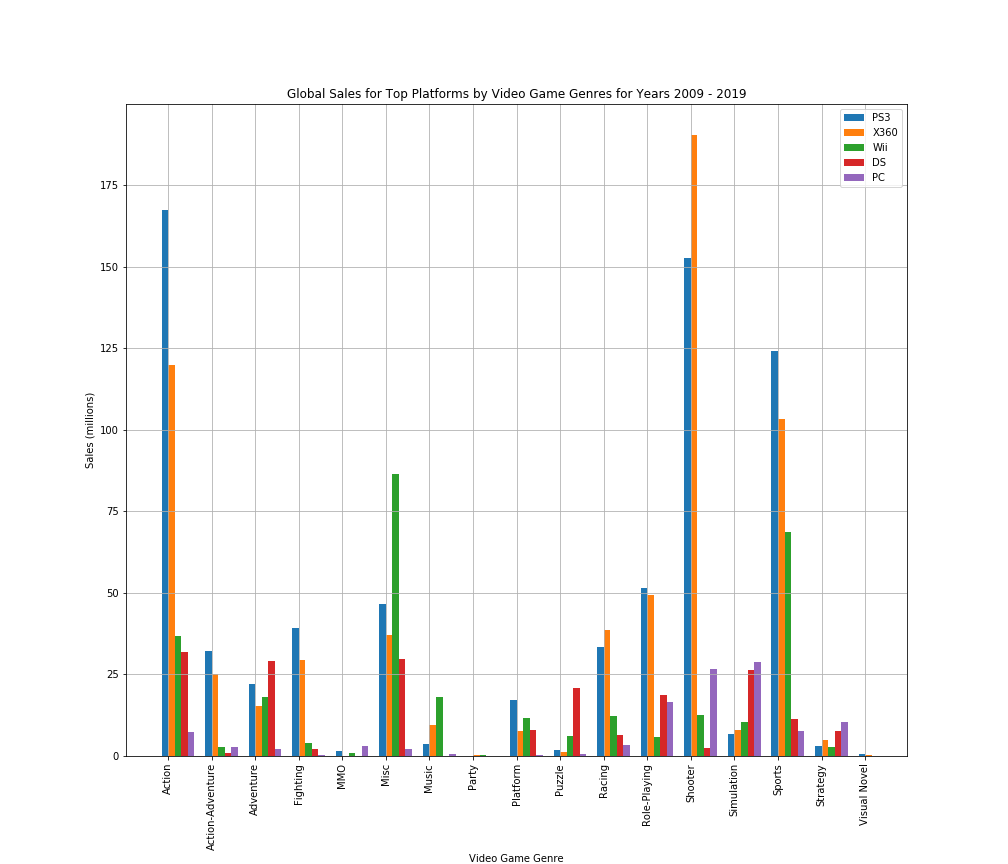 Global Sales for Top Platforms by Video Game Genres for Years 2009 - 2019
PS3
X360
Wii
DS
PC
175
150
125
100
75
50
25
0
Sales (millions)
Action
Action-Adventure
Adventure
Fighting
MMO
Misc
Music
Party
Platform
Puzzle
Racing
Role-Playing
Shooter
Simulation
Sports
Strategy
Visual Novel
Video Game Genre